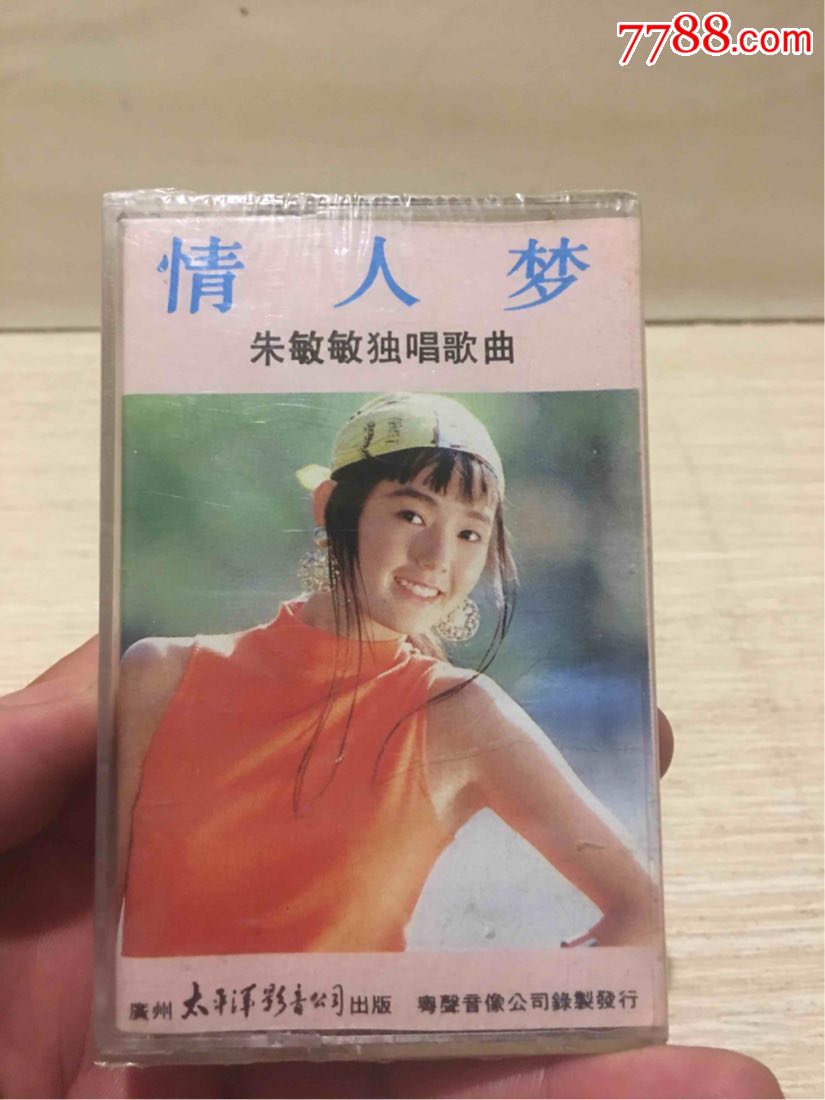 7788.com
情人梦
朱敏敏独唱歌曲
廣州 太平洋影音公司出版 粵聲音像公司錄製發行